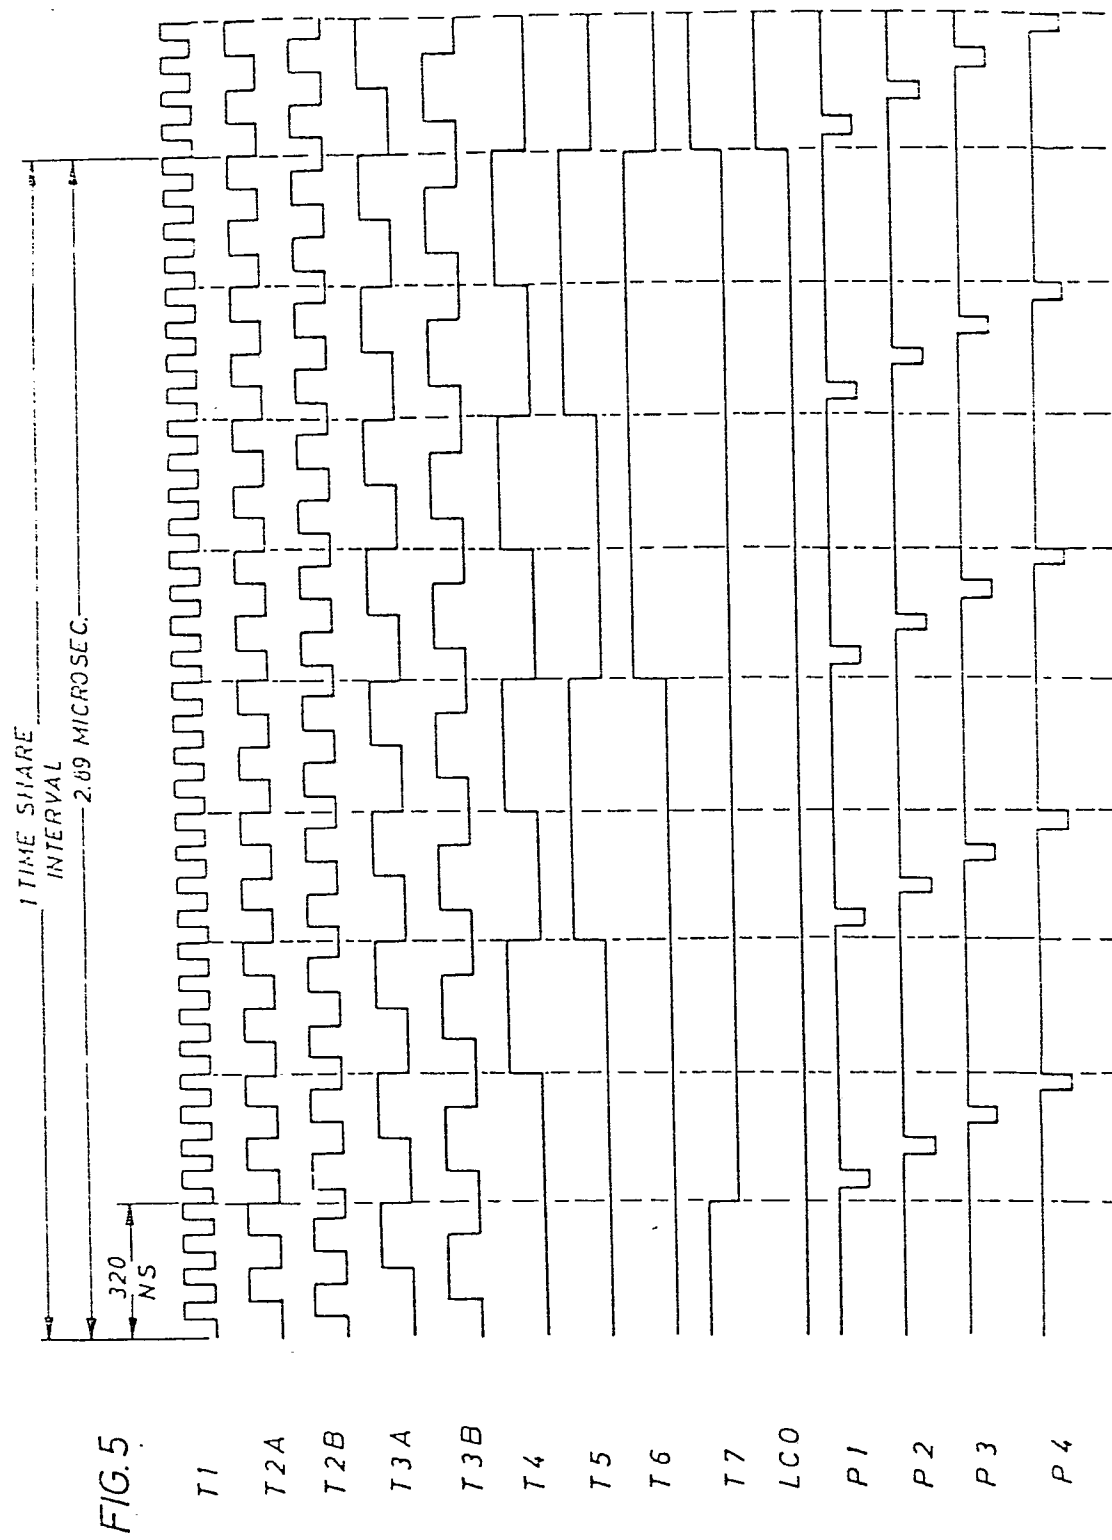 FIG.5
1 TIME SHARE
INTERVAL
2.89 MICROSEC.
320
NS
T1
T2A
T2B
T3A
T3B
T4
T5
T6
T7
LCO
P1
P2
P3
P4